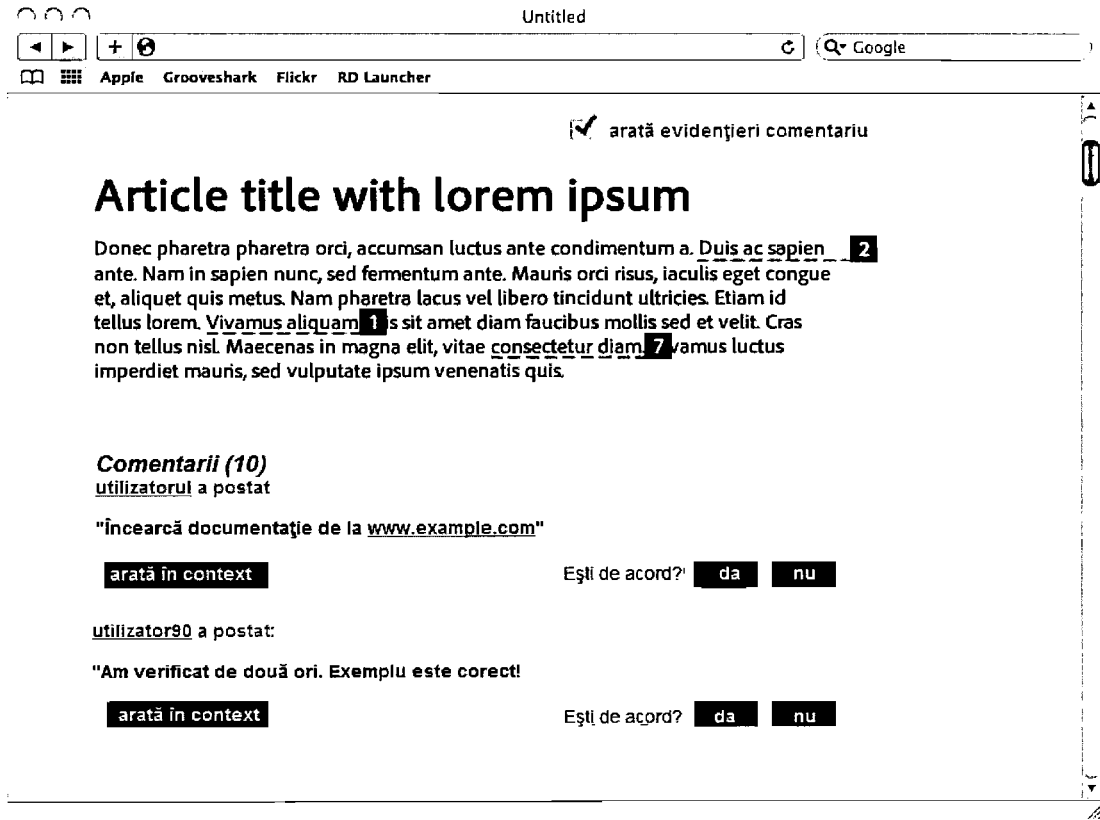 Untitled
Google
Apple Grooveshark Flickr RD Launcher
arată evidenţieri comentariu
Article title with lorem ipsum
Donec pharetra pharetra orci, accumsan luctus ante condimentum a. Duis ac sapien 2
ante. Nam in sapien nunc, sed fermentum ante. Mauris orci risus, iaculis eget congue
et, aliquet quis metus. Nam pharetra lacus vel libero tincidunt ultricies. Etiam id
tellus lorem. Vivamus aliquam 1 is sit amet diam faucibus mollis sed et velit. Cras
non tellus nisl. Maecenas in magna elit, vitae consectetur diam. 7 vamus luctus
imperdiet mauris, sed vulputate ipsum venenatis quis.
Comentarii (10)
utilizatorul a postat
"Încearcă documentaţie de la www.example.com"
arată în context Eşti de acord? da nu
utilizator90 a postat:
"Am verificat de două ori. Exemplu este corect!
arată în context Eşti de acord? da nu